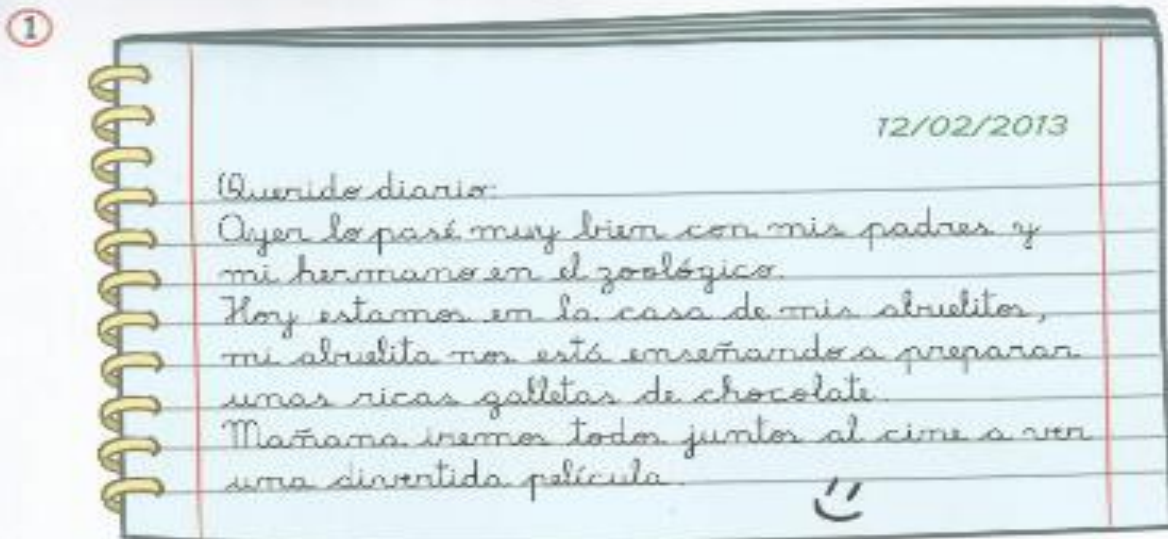 1
12/02/2013
Querido diario:
Ayer lo pasé muy bien con mis padres y
mi hermano en el zoológico.
Hoy estamos en la casa de mis abuelitos,
mi abuelita nos está enseñando a preparar
unas ricas galletas de chocolate.
Mañana iremos todos juntos al cine a ver
una divertida película.